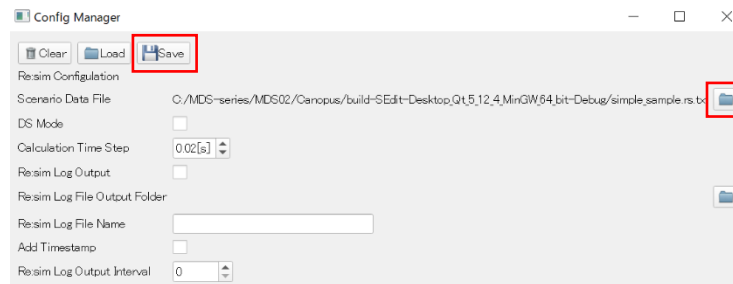 Config Manager
Clear Load Save
Re:sim Configulation
Scenario Data File C:/MDS-series/MDS02/Canopus/build-SEdit-Desktop_Qt_5_12_4_MinGW_64_bit-Debug/simple_sample.rs.tx
DS Mode
Calculation Time Step 0.02[s]
Re:sim Log Output
Re:sim Log File Output Folder
Re:sim Log File Name
Add Timestamp
Re:sim Log Output Interval 0